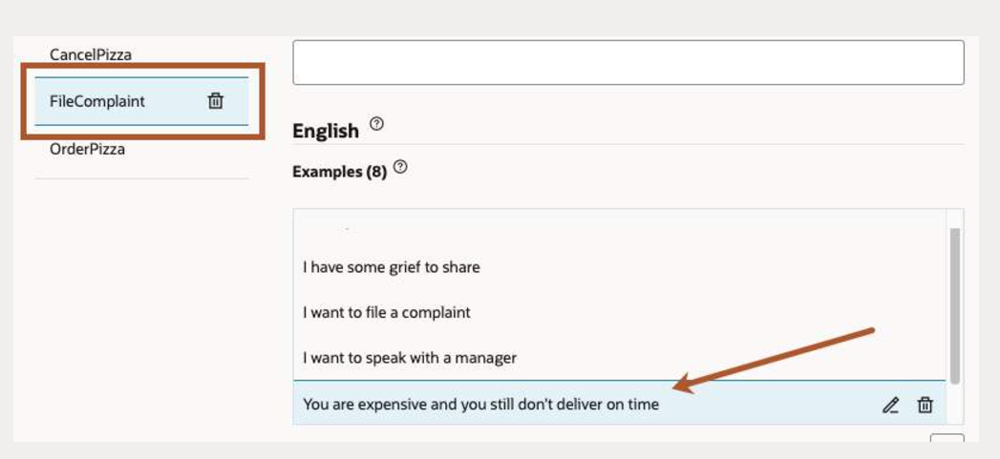 CancelPizza
FileComplaint
OrderPizza
English
Examples (8)
I have some grief to share
I want to file a complaint
I want to speak with a manager
You are expensive and you still don't deliver on time